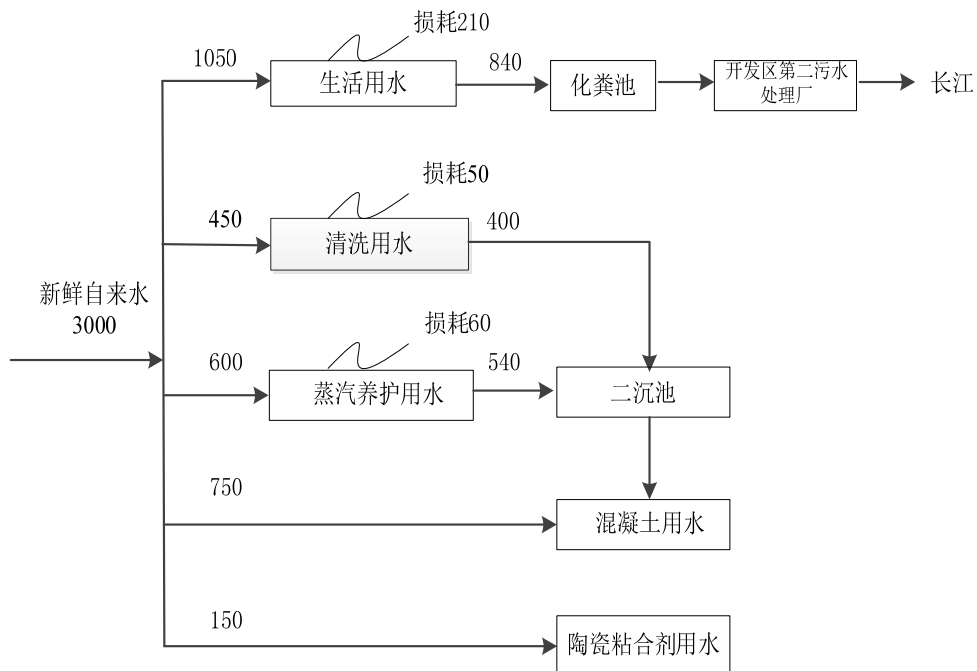 损耗210
1050
生活用水
840
化粪池
开发区第二污水
处理厂
长江
损耗50
450
清洗用水
400
新鲜自来水
3000
损耗60
600
蒸汽养护用水
540
二沉池
750
混凝土用水
150
陶瓷粘合剂用水